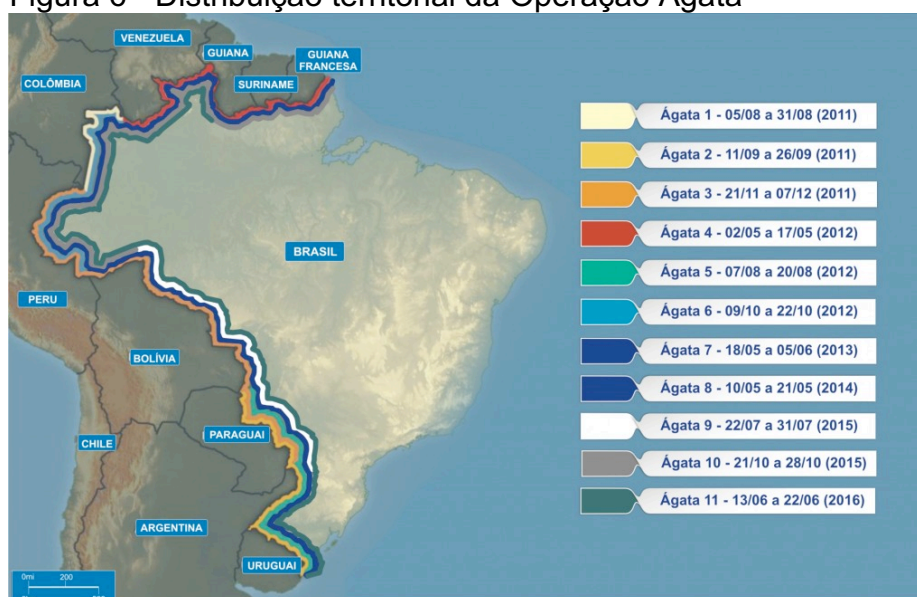 Figura 6 - Distribuição territorial da Operação Ágata
VENEZUELA
GUIANA
GUIANA
FRANCESA
COLÔMBIA
SURINAME
BRASIL
PERU
BOLÍVIA
PARAGUAI
CHILE
ARGENTINA
URUGUAI
0mi 200
Ágata 1 - 05/08 a 31/08 (2011)
Ágata 2 - 11/09 a 26/09 (2011)
Ágata 3 - 21/11 a 07/12 (2011)
Ágata 4 - 02/05 a 17/05 (2012)
Ágata 5 - 07/08 a 20/08 (2012)
Ágata 6 - 09/10 a 22/10 (2012)
Ágata 7 - 18/05 a 05/06 (2013)
Ágata 8 - 10/05 a 21/05 (2014)
Ágata 9 - 22/07 a 31/07 (2015)
Ágata 10 - 21/10 a 28/10 (2015)
Ágata 11 - 13/06 a 22/06 (2016)